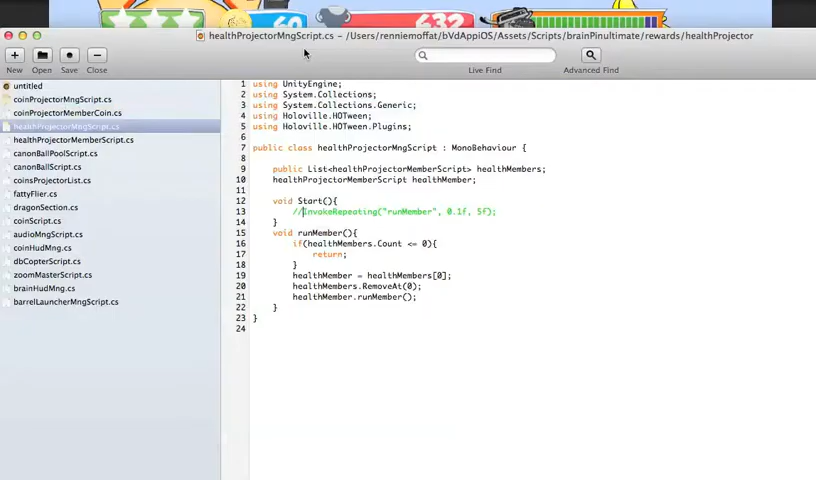 60
632
healthProjectorMngScript.cs – /Users/renniemoffat/bVdAppiOS/Assets/Scripts/brainPinultimate/rewards/healthProjector
New
Open
Save
Close
Live Find
Advanced Find
untitled
coinProjectorMngScript.cs
coinProjectorMemberCoin.cs
healthProjectorMngScript.cs
healthProjectorMemberScript.cs
canonBallPoolScript.cs
canonBallScript.cs
coinsProjectorList.cs
fattyFlier.cs
dragonSection.cs
coinScript.cs
audioMngScript.cs
coinHudMng.cs
dbCopterScript.cs
zoomMasterScript.cs
brainHudMng.cs
barrelLauncherMngScript.cs
1 using UnityEngine;
2 using System.Collections;
3 using System.Collections.Generic;
4 using Holoville.HOTween;
5 using Holoville.HOTween.Plugins;
6
7 public class healthProjectorMngScript : MonoBehaviour {
8
9 public List<healthProjectorMemberScript> healthMembers;
10 healthProjectorMemberScript healthMember;
11
12 void Start(){
13 //InvokeRepeating("runMember", 0.1f, 5f);
14 }
15 void runMember(){
16 if(healthMembers.Count <= 0){
17 return;
18 }
19 healthMember = healthMembers[0];
20 healthMembers.RemoveAt(0);
21 healthMember.runMember();
22 }
23 }
24